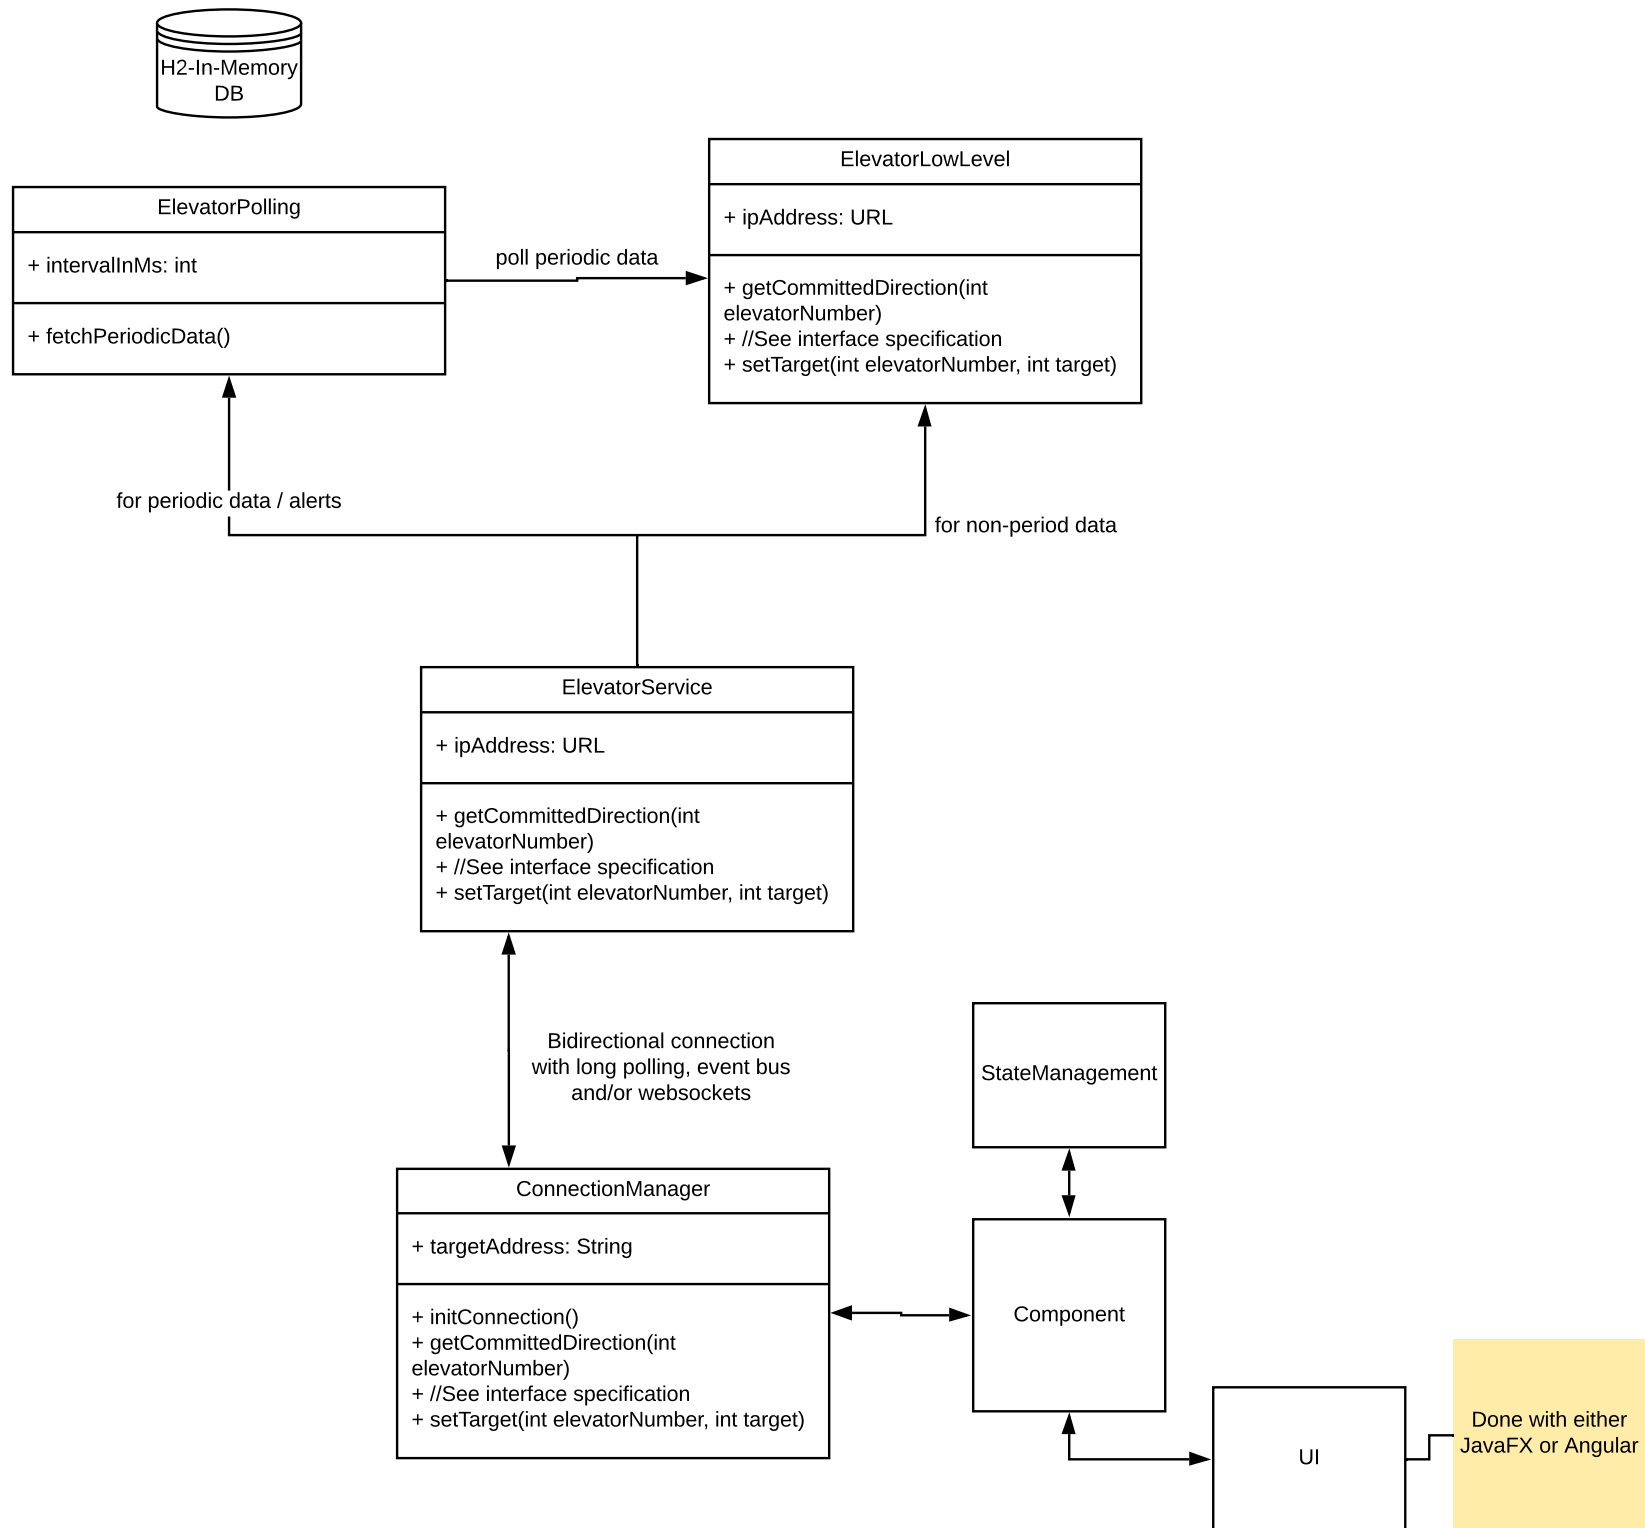 H2-In-Memory
DB
ElevatorPolling
+ intervalInMs: int
+ fetchPeriodicData()
poll periodic data
ElevatorLowLevel
+ ipAddress: URL
+ getCommittedDirection(int
elevatorNumber)
+ //See interface specification
+ setTarget(int elevatorNumber, int target)
for periodic data / alerts
for non-period data
ElevatorService
+ ipAddress: URL
+ getCommittedDirection(int
elevatorNumber)
+ //See interface specification
+ setTarget(int elevatorNumber, int target)
Bidirectional connection
with long polling, event bus
and/or websockets
StateManagement
ConnectionManager
+ targetAddress: String
+ initConnection()
+ getCommittedDirection(int
elevatorNumber)
+ //See interface specification
+ setTarget(int elevatorNumber, int target)
Component
UI
Done with either
JavaFX or Angular